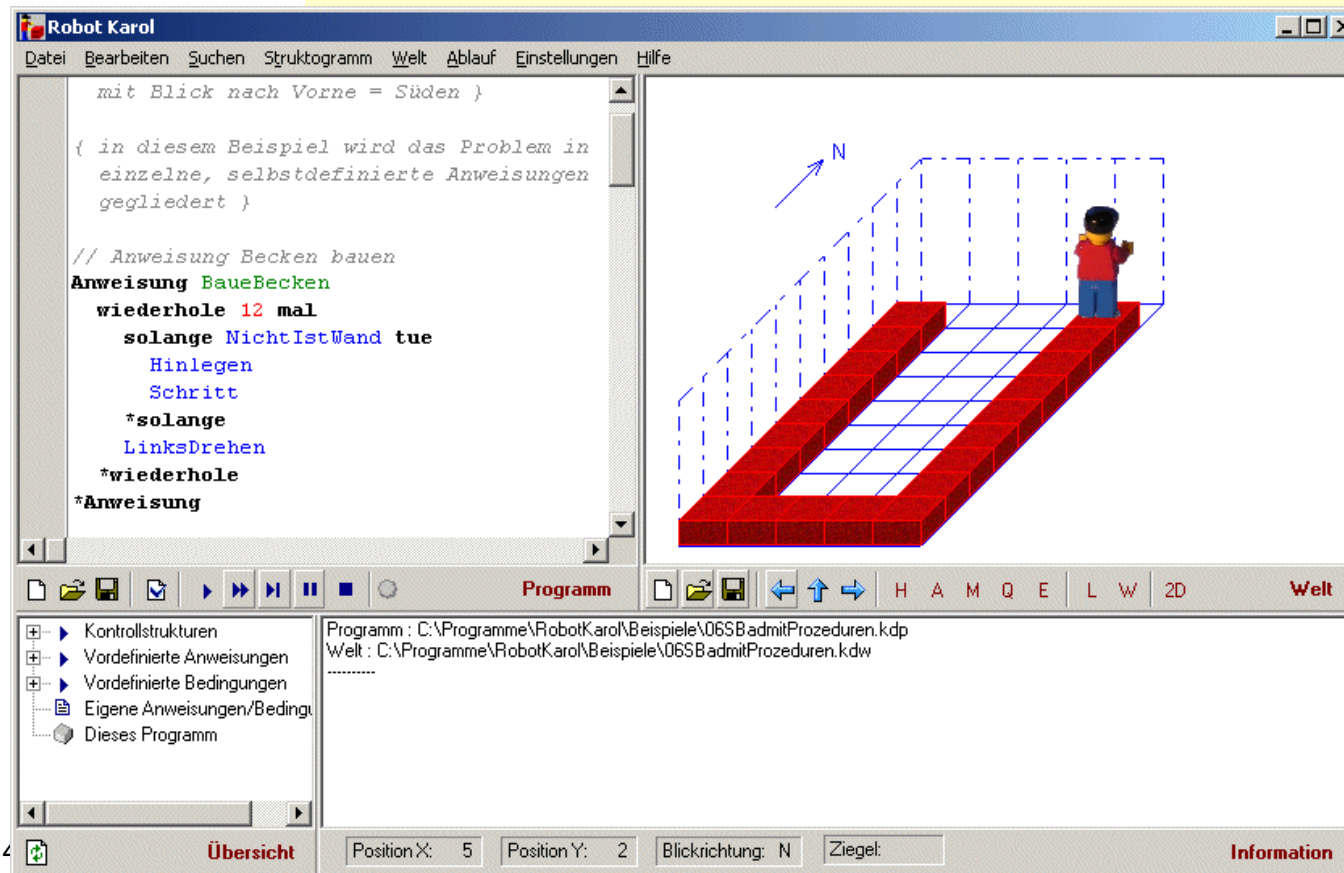 Robot Karol
Datei Bearbeiten Suchen Struktogramm Welt Ablauf Einstellungen Hilfe
mit Blick nach Vorne = Süden }
{ in diesem Beispiel wird das Problem in
einzelne, selbstdefinierte Anweisungen
gegliedert }
// Anweisung Becken bauen
Anweisung BaueBecken
wiederhole 12 mal
solange NichtIstWand tue
Hinlegen
Schritt
*solange
LinksDrehen
*wiederhole
*Anweisung
N
Programm
H A M Q E L W 2D Welt
Kontrollstrukturen
Vordefinierte Anweisungen
Vordefinierte Bedingungen
Eigene Anweisungen/Bedingu
Dieses Programm
Programm : C:\Programme\RobotKarol\Beispiele\06SBadmitProzeduren.kdp
Welt : C:\Programme\RobotKarol\Beispiele\06SBadmitProzeduren.kdw
----------
4
Übersicht
Position X: 5 Position Y: 2 Blickrichtung: N Ziegel:
Information